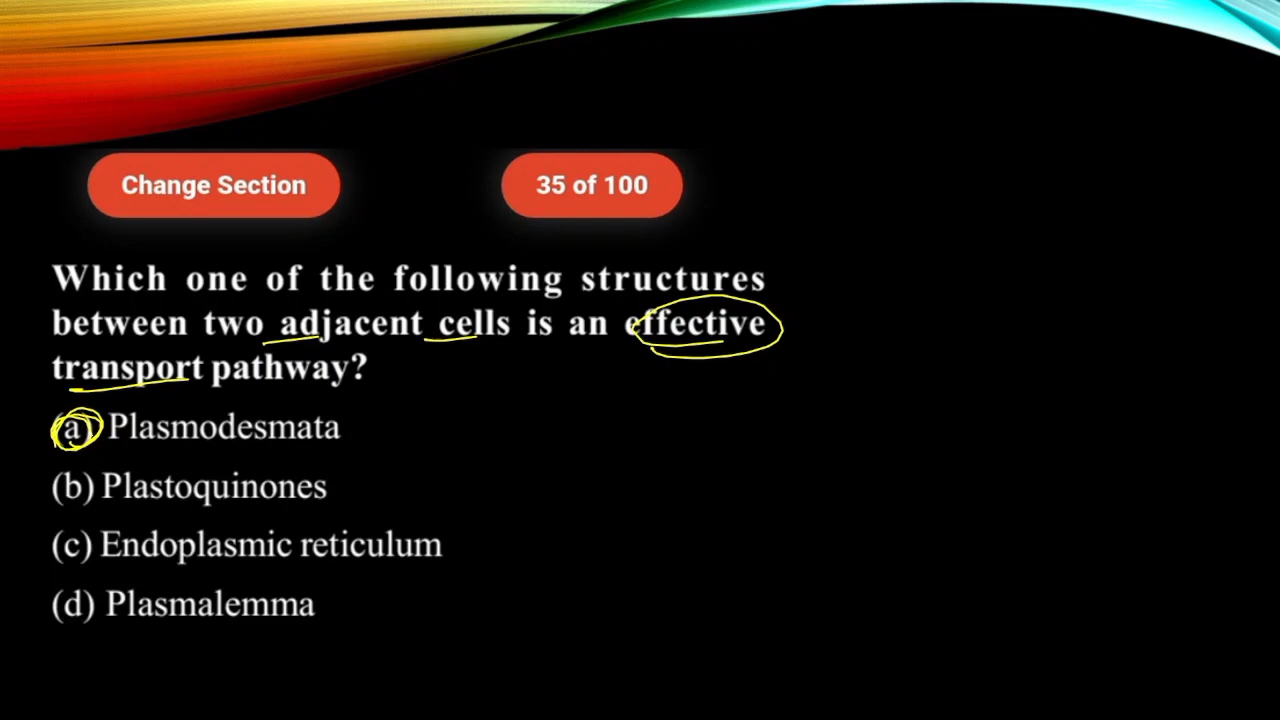 Change Section
35 of 100
Which one of the following structures
between two adjacent cells is an effective
transport pathway?
(a) Plasmodesmata
(b) Plastoquinones
(c) Endoplasmic reticulum
(d) Plasmalemma